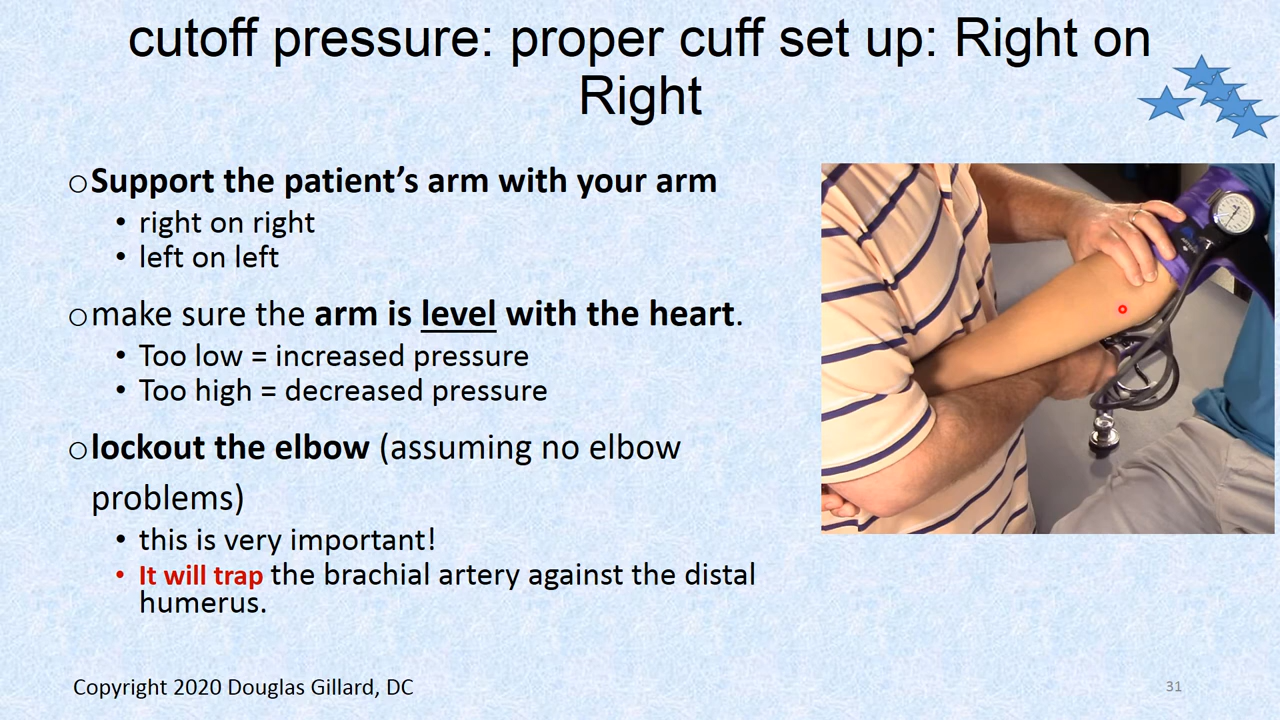 cutoff pressure: proper cuff set up: Right on
Right
○Support the patient’s arm with your arm
• right on right
• left on left
○make sure the arm is level with the heart.
• Too low = increased pressure
• Too high = decreased pressure
○lockout the elbow (assuming no elbow
problems)
• this is very important!
• It will trap the brachial artery against the distal
humerus.
Copyright 2020 Douglas Gillard, DC
31